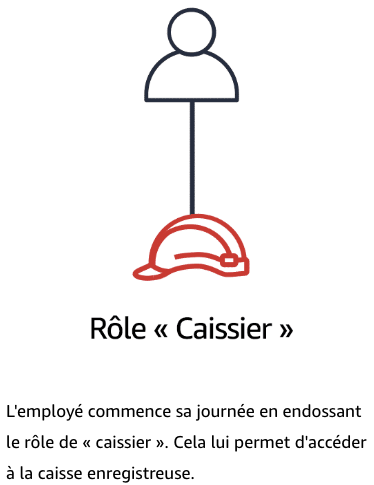 Rôle « Caissier »
L'employé commence sa journée en endossant
le rôle de « caissier ». Cela lui permet d'accéder
à la caisse enregistreuse.